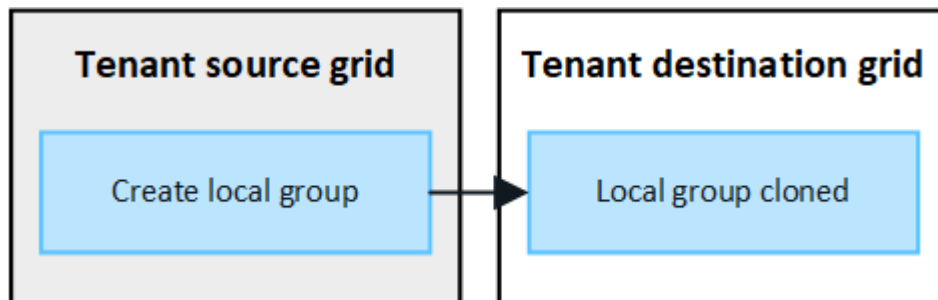 Tenant source grid
Create local group
Tenant destination grid
Local group cloned